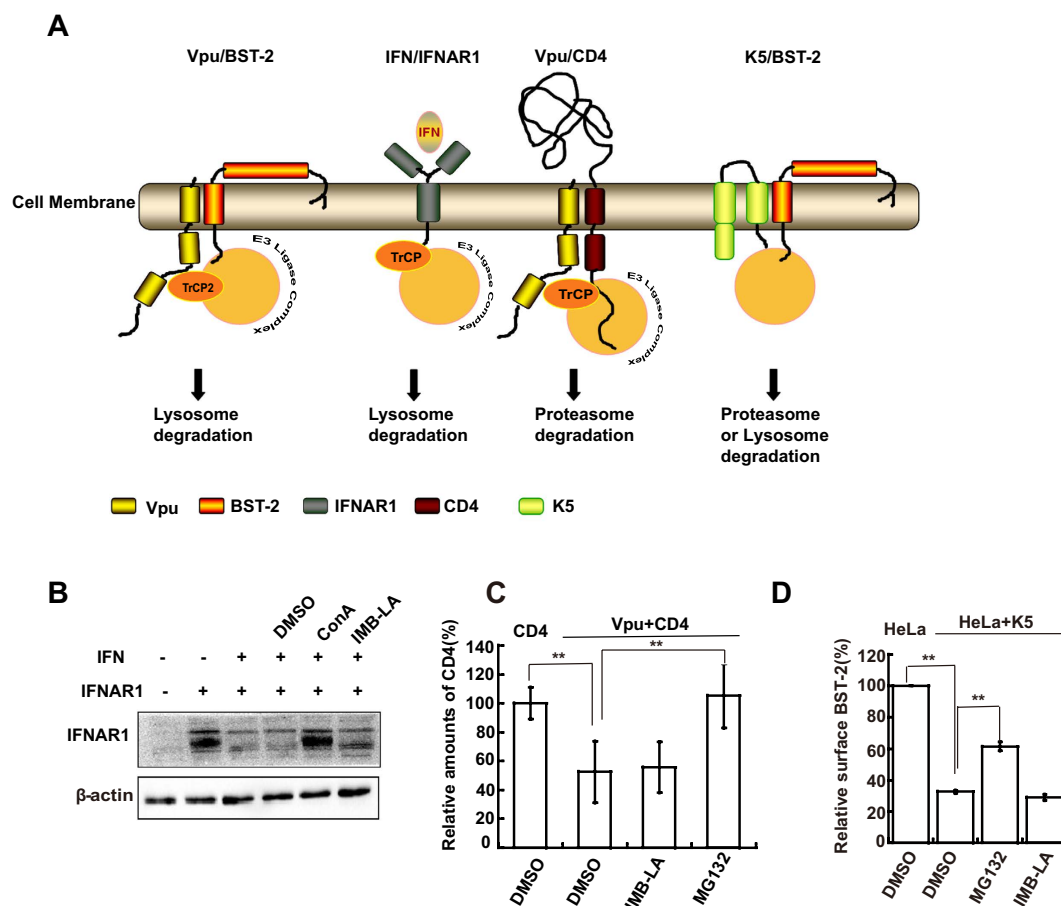 A
Vpu/BST-2 IFN/IFNAR1 Vpu/CD4 K5/BST-2
IFN
Cell Membrane
TrCP2 E3 Ligase Complex
TrCP E3 Ligase Complex
TrCP E3 Ligase Complex
Lysosome degradation
Lysosome degradation
Proteasome degradation
Proteasome or Lysosome degradation
Vpu BST-2 IFNAR1 CD4 K5
B
DMSO ConA IMB-LA
IFN - - + + + +
IFNAR1 - + + + + +
IFNAR1
β-actin
C
CD4 Vpu+CD4
** **
Relative amounts of CD4(%)
140
120
100
80
60
40
20
0
DMSO DMSO IMB-LA MG132
D
HeLa HeLa+K5
** **
Relative surface BST-2(%)
120
100
80
60
40
20
0
DMSO DMSO MG132 IMB-LA